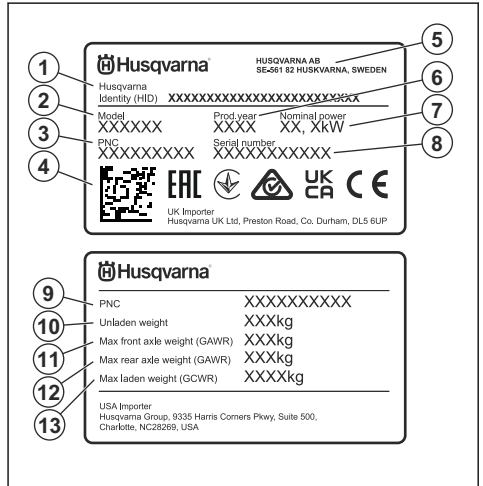 Husqvarna
HUSQVARNA AB
SE-561 82 HUSKVARNA, SWEDEN
5
1
Husqvarna
Identity (HID) XXXXXXXXXXXXXXXXXXXXXXXXXX
6
2
Model Prod.year Nominal power
XXXXXX XXXX XX, XkW
7
3
PNC Serial number
XXXXXXXXX XXXXXXXXXXX
8
4
EAC UK CA CE
UK Importer
Husqvarna UK Ltd, Preston Road, Co. Durham, DL5 6UP
Husqvarna
9
PNC XXXXXXXXXX
10
Unladen weight XXXkg
11
Max front axle weight (GAWR) XXXkg
12
Max rear axle weight (GAWR) XXXkg
13
Max laden weight (GCWR) XXXXkg
USA Importer
Husqvarna Group, 9335 Harris Corners Pkwy, Suite 500,
Charlotte, NC28269, USA